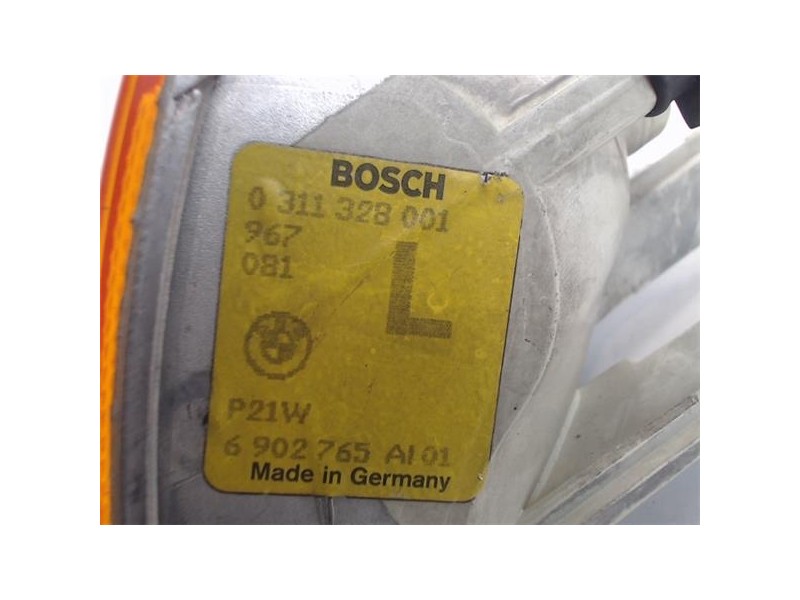 BOSCH
0 311 328 001
967
081
L
P21W
6 902 765 AI 01
Made in Germany